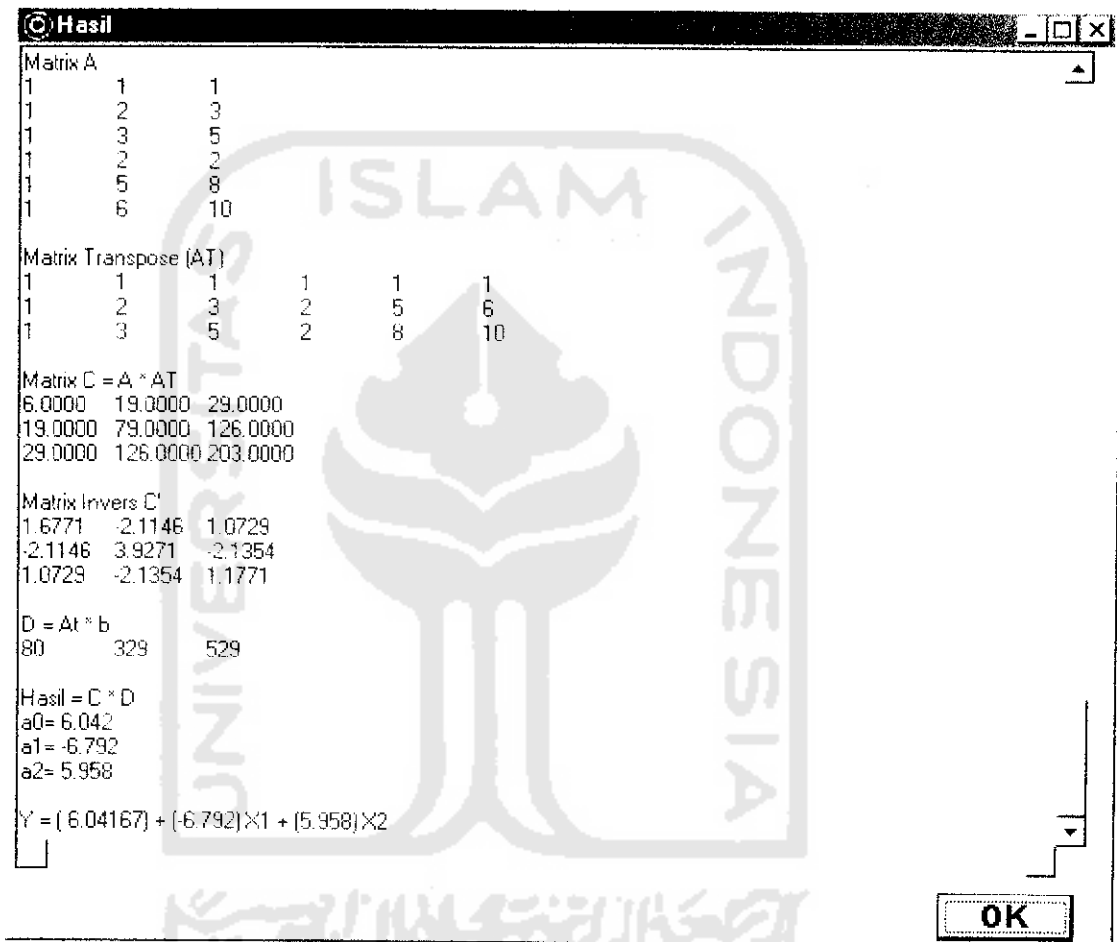 Hasil
Matrix A
1 1 1
1 2 3
1 3 5
1 2 2
1 5 8
1 6 10
Matrix Transpose (AT)
1 1 1 1 1 1
1 2 3 2 5 6
1 3 5 2 8 10
Matrix C = A * AT
6.0000 19.0000 29.0000
19.0000 79.0000 126.0000
29.0000 126.0000 203.0000
Matrix Invers C'
1.6771 -2.1146 1.0729
-2.1146 3.9271 -2.1354
1.0729 -2.1354 1.1771
D = At * b
80 329 529
Hasil = C * D
a0= 6.042
a1= -6.792
a2= 5.958
Y = ( 6.04167) + (-6.792) X1 + (5.958) X2
OK
UNIVERSITAS ISLAM INDONESIA